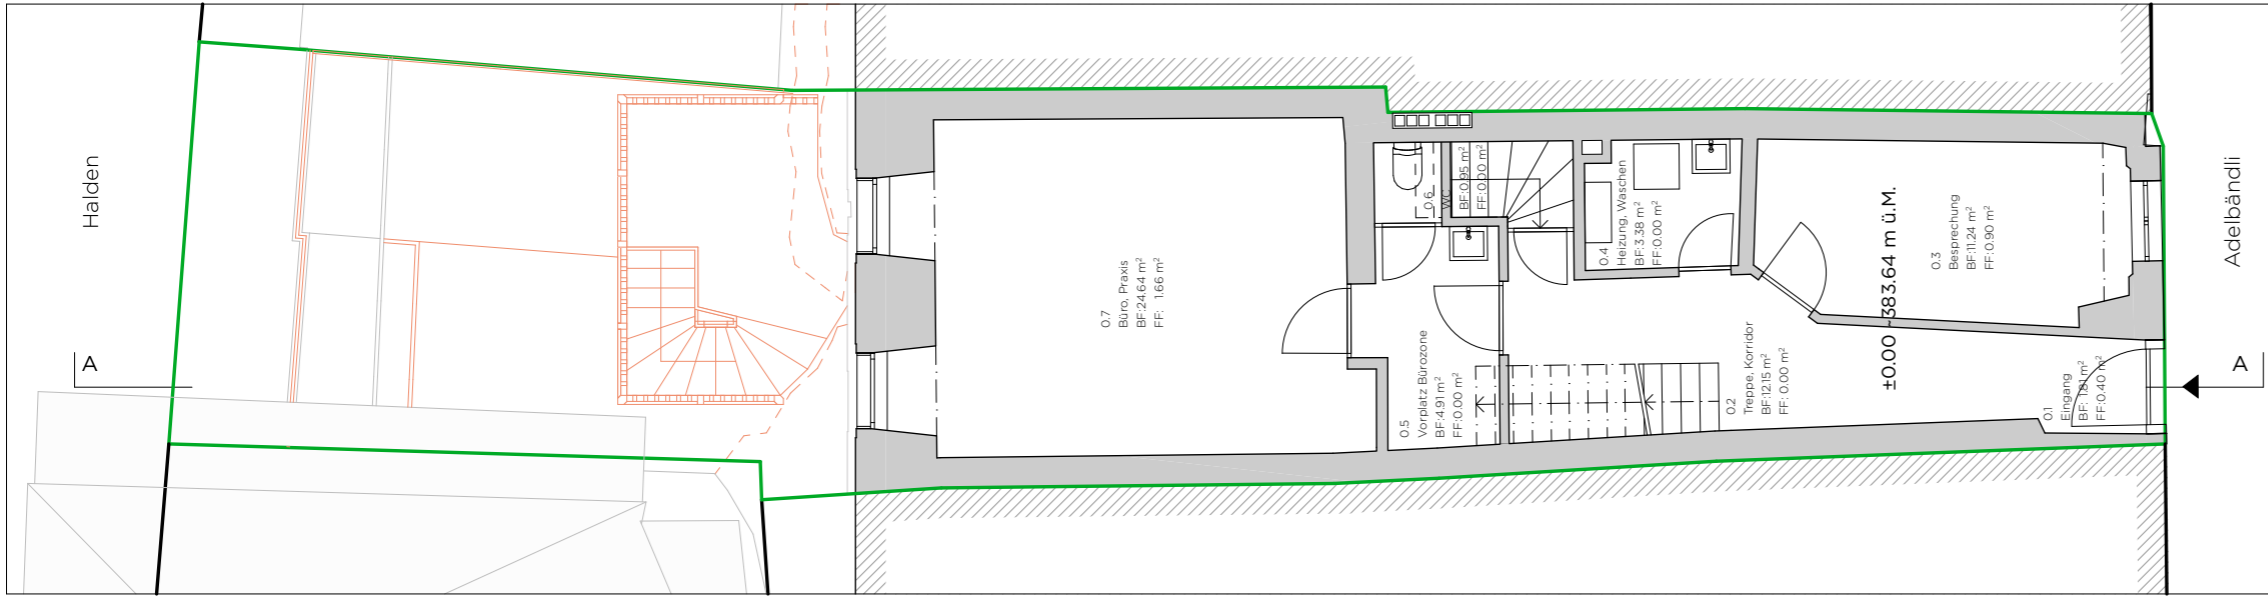 Halden
A
0.7
Büro, Praxis
BF:24.64 m²
FF: 1.66 m²
0.6
WC
BF:0.95 m²
FF:0.00 m²
0.5
Vorplatz Bürozone
BF:4.91 m²
FF:0.00 m²
0.4
Heizung, Waschen
BF:3.38 m²
FF:0.00 m²
0.2
Treppe, Korridor
BF:12.15 m²
FF: 0.00 m²
±0.00 ~383.64 m ü.M.
0.3
Besprechung
BF:11.24 m²
FF:0.90 m²
0.1
Eingang
BF: 1.81 m²
FF:0.40 m²
Adelbändli
A